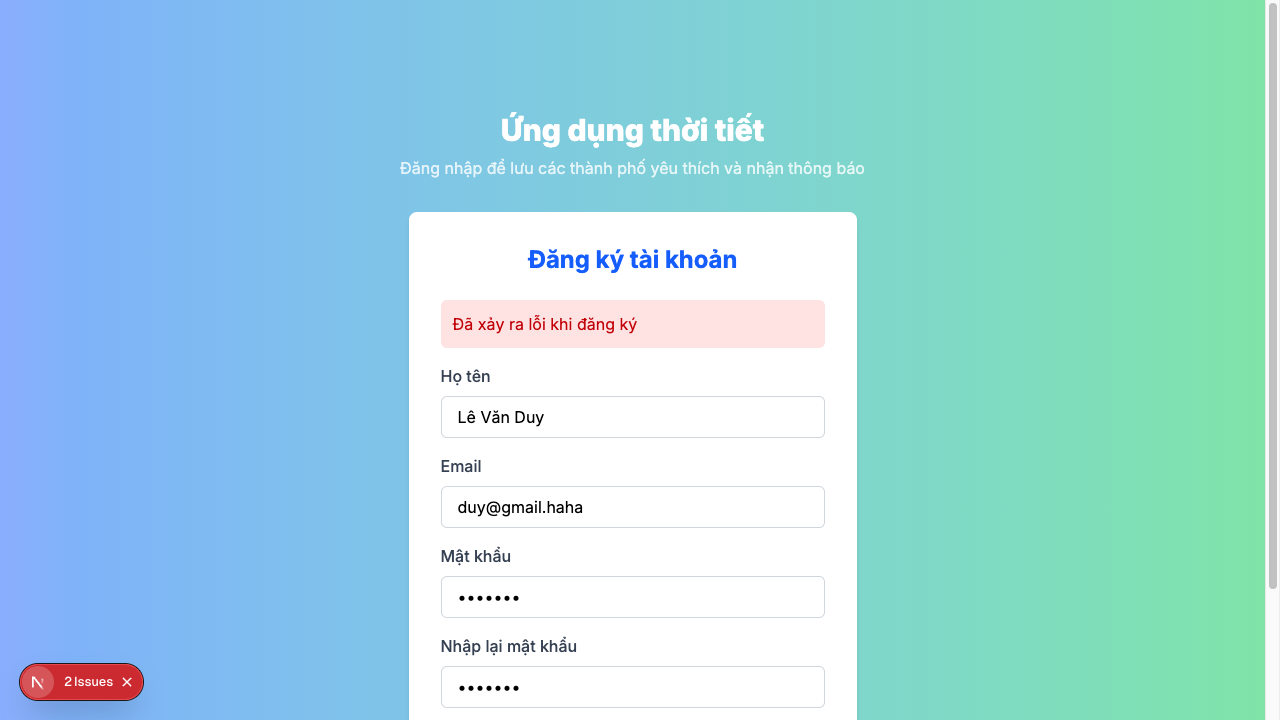 Ứng dụng thời tiết
Đăng nhập để lưu các thành phố yêu thích và nhận thông báo
Đăng ký tài khoản
Đã xảy ra lỗi khi đăng ký
Họ tên
Lê Văn Duy
Email
duy@gmail.haha
Mật khẩu
•••••••
Nhập lại mật khẩu
•••••••
N 2 Issues ×